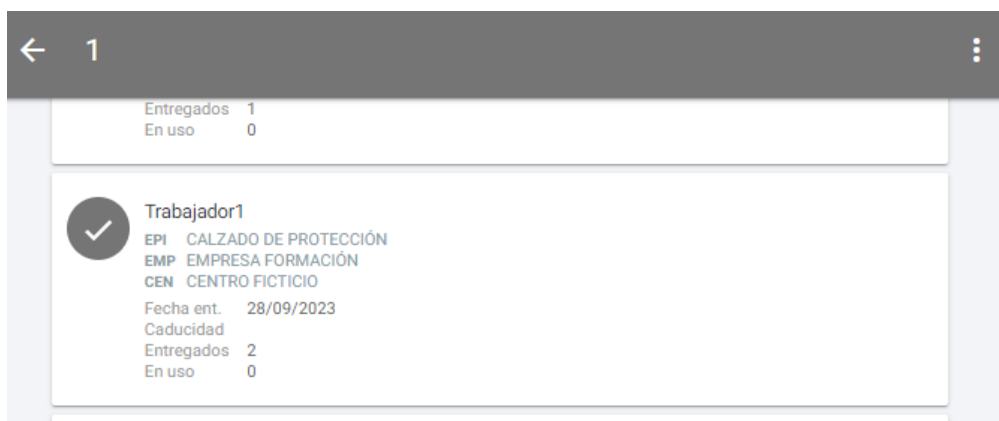 1
Entregados 1
En uso 0
Trabajador1
EPI CALZADO DE PROTECCIÓN
EMP EMPRESA FORMACIÓN
CEN CENTRO FICTICIO
Fecha ent. 28/09/2023
Caducidad
Entregados 2
En uso 0